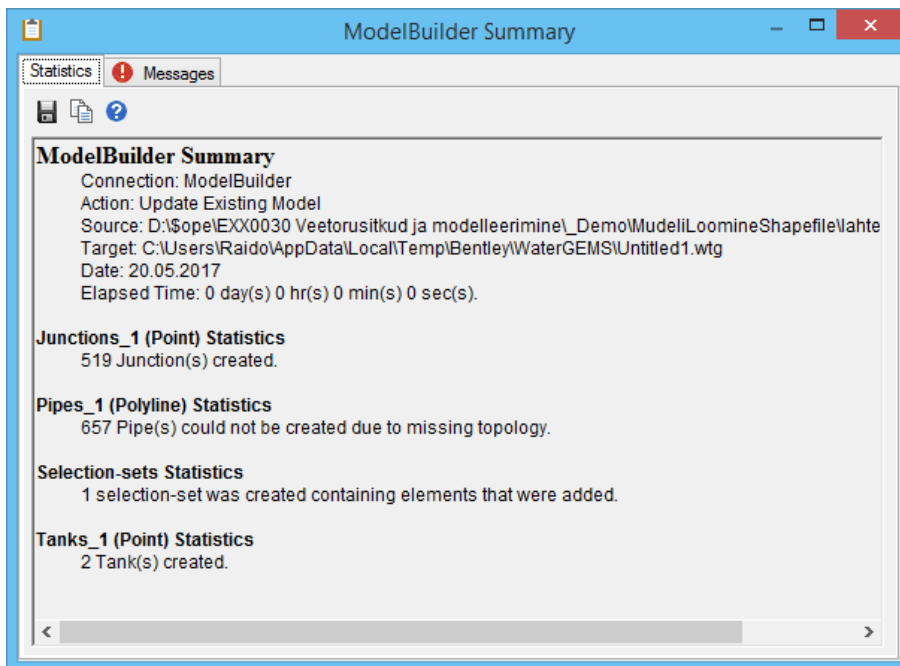 ModelBuilder Summary
Statistics
Messages
ModelBuilder Summary
Connection: ModelBuilder
Action: Update Existing Model
Source: D:\$ope\EXX0030 Veetorusitkud ja modelleerimine\_Demo\MudeliLoomineShapefile\lahte
Target: C:\Users\Raido\AppData\Local\Temp\Bentley\WaterGEMS\Untitled1.wtg
Date: 20.05.2017
Elapsed Time: 0 day(s) 0 hr(s) 0 min(s) 0 sec(s).
Junctions_1 (Point) Statistics
519 Junction(s) created.
Pipes_1 (Polyline) Statistics
657 Pipe(s) could not be created due to missing topology.
Selection-sets Statistics
1 selection-set was created containing elements that were added.
Tanks_1 (Point) Statistics
2 Tank(s) created.